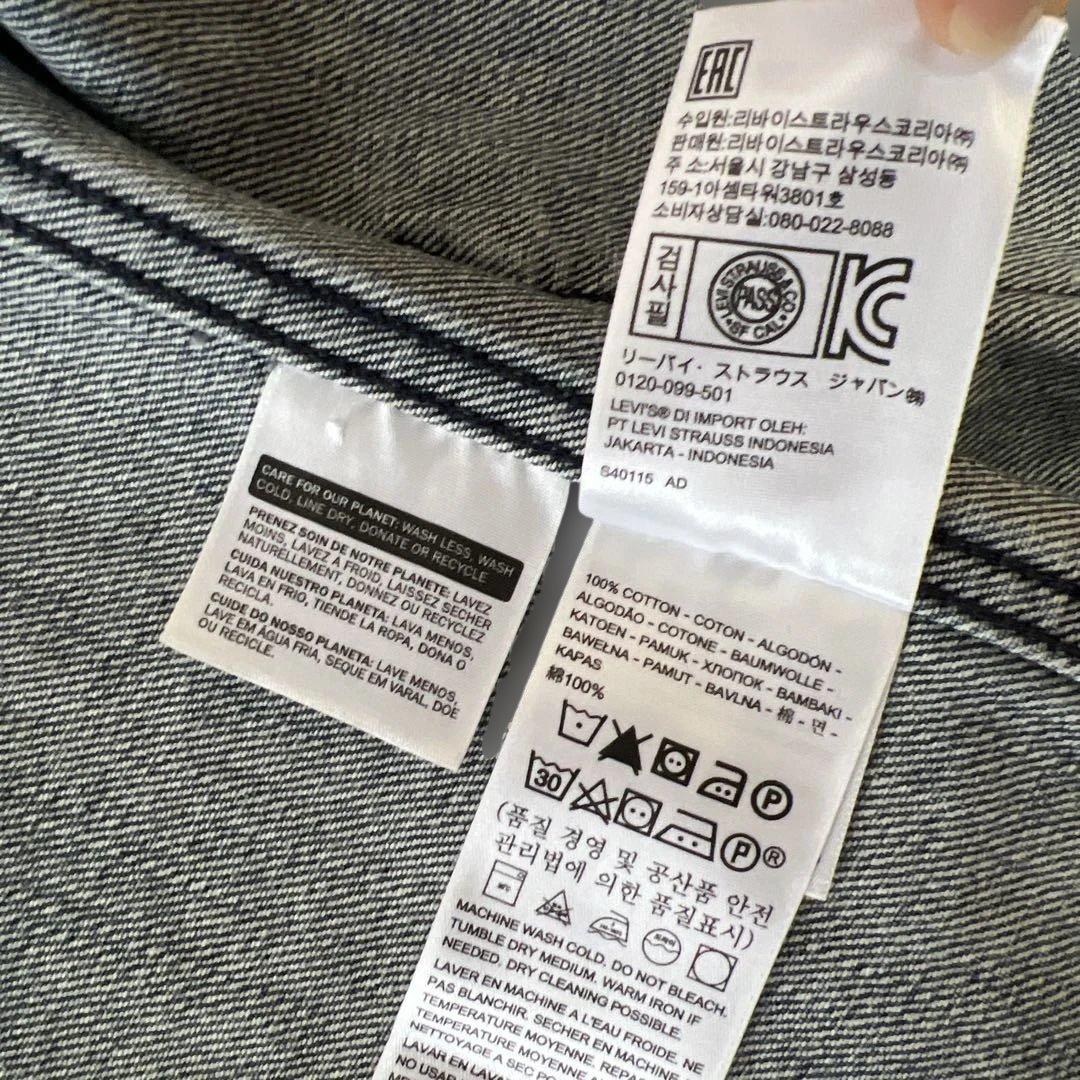 EAC
수입원:리바이스트라우스코리아㈜
판매원:리바이스트라우스코리아㈜
주 소:서울시 강남구 삼성동
159-1아셈타워3801호
소비자상담실:080-022-8088
검사필
LEVI STRAUSS & CO.
PASS
SF CAL.
KC
リーバイ・ストラウス ジャパン㈱
0120-099-501
LEVI'S® DI IMPORT OLEH:
PT LEVI STRAUSS INDONESIA
JAKARTA - INDONESIA
S40115 AD
CARE FOR OUR PLANET: WASH LESS, WASH
COLD, LINE DRY, DONATE OR RECYCLE
PRENEZ SOIN DE NOTRE PLANETE: LAVEZ
MOINS, LAVEZ À FROID, LAISSEZ SECHER
NATURELLEMENT, DONNEZ OU RECYCLEZ
CUIDA NUESTRO PLANETA: LAVA MENOS,
LAVA EN FRIO, TIENDE LA ROPA, DONA O
RECICLA.
CUIDE DO NOSSO PLANETA: LAVE MENOS,
LAVE EM ÁGUA FRIA, SEQUE EM VARAL, DOE
OU RECICLE.
100% COTTON - COTON - ALGODÓN -
ALGODÃO - COTONE - BAUMWOLLE -
KATOEN - PAMUK - ХЛОПОК - BAMBAKI -
BAWEŁNA - PAMUT - BAVLNA - 棉 - 면 -
KAPAS
綿100%
P
30
P®
(품질 경영 및 공산품 안전
관리법에 의한 품질표시)
MACHINE WASH COLD. DO NOT BLEACH.
TUMBLE DRY MEDIUM. WARM IRON IF
NEEDED. DRY CLEANING POSSIBLE.
LAVER EN MACHINE A L'EAU FROIDE. NE
PAS BLANCHIR. SECHER EN MACHINE A
TEMPERATURE MOYENNE. REPAS
NETTOYAGE A SEC PO
LAVAR EN LAVA
NO USAR